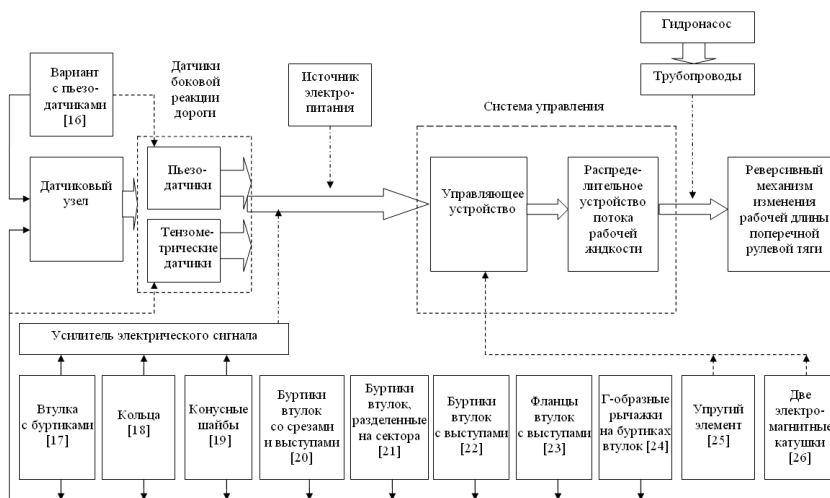 Гидронасос
Трубопроводы
Вариант
с пьезо-
датчиками
[16]
Датчики
боковой
реакции
дороги
Источник
электро-
питания
Система управления
Датчиковый
узел
Пьезо-
датчики
Тензоме-
трические
датчики
Управляющее
устройство
Распреде-
лительное
устройство
потока
рабочей
жидкости
Реверсивный
механизм
изменения
рабочей длины
поперечной
рулевой тяги
Усилитель электрического сигнала
Втулка
с буртиками
[17]
Кольца
[18]
Конусные
шайбы
[19]
Буртики
втулок
со срезами
и выступами
[20]
Буртики
втулок,
разделенные
на сектора
[21]
Буртики
втулок
с выступами
[22]
Фланцы
втулок
с выступами
[23]
Г-образные
рычажки
на буртиках
втулок [24]
Упругий
элемент
[25]
Две
электро-
магнитные
катушки
[26]